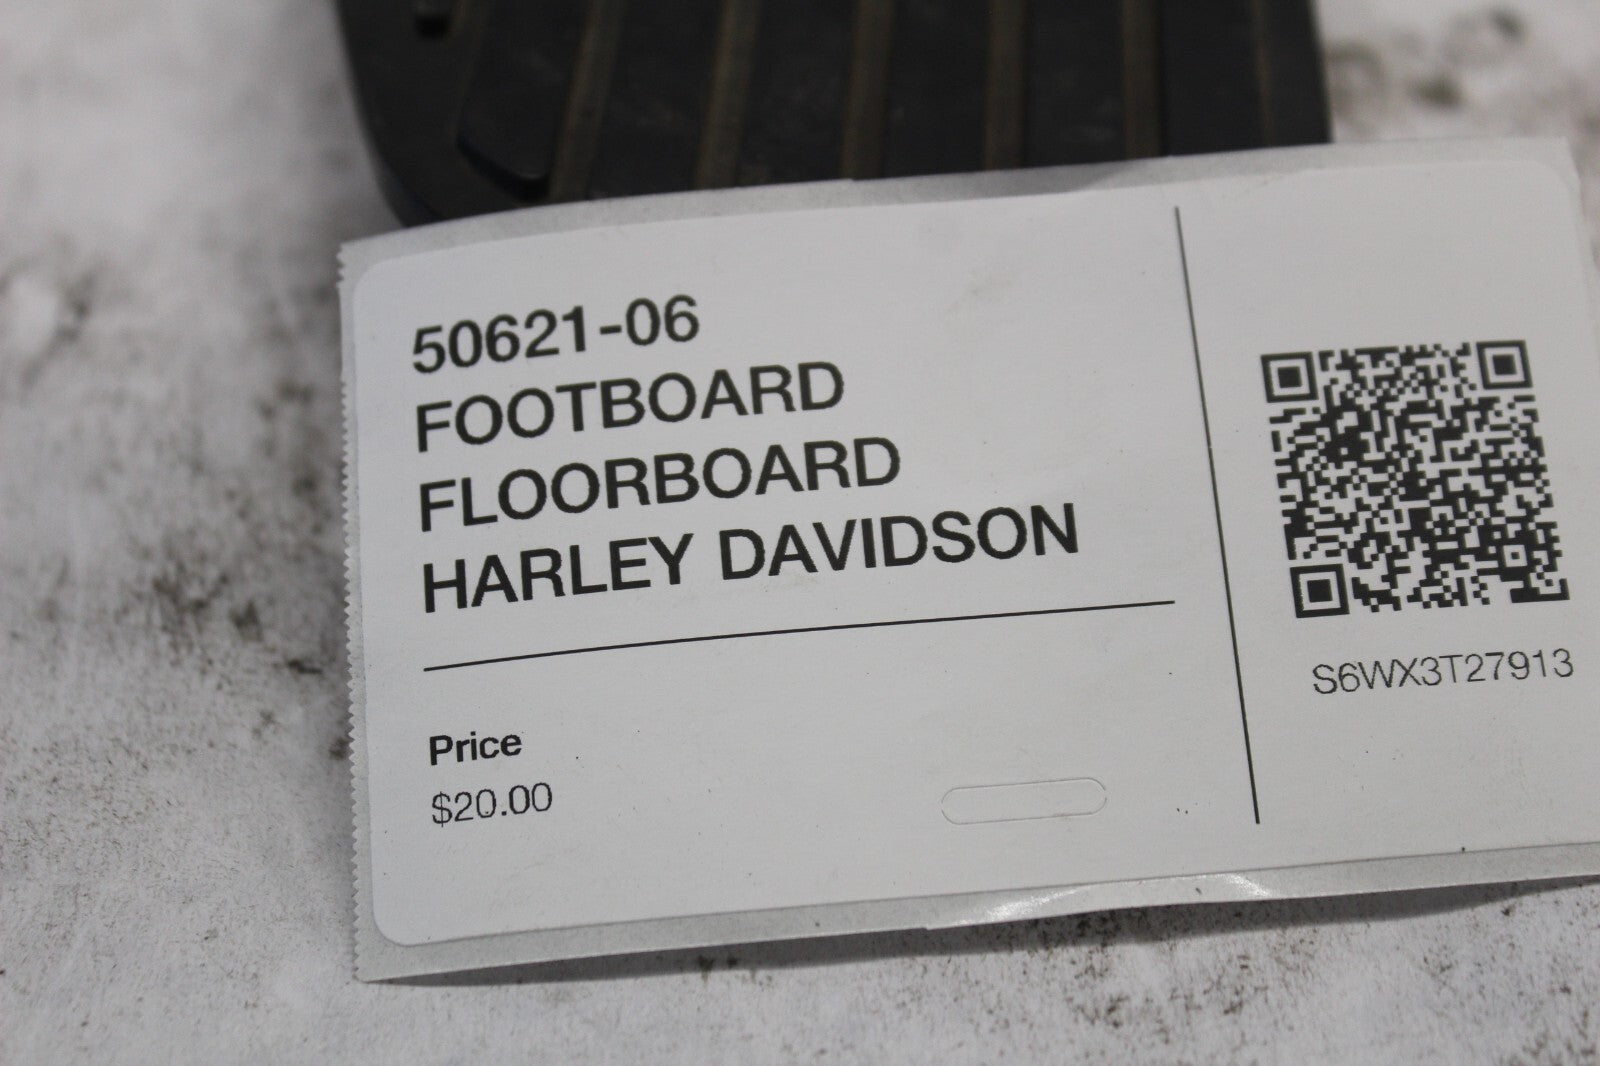 50621-06
FOOTBOARD
FLOORBOARD
HARLEY DAVIDSON
Price
$20.00
S6WX3T27913